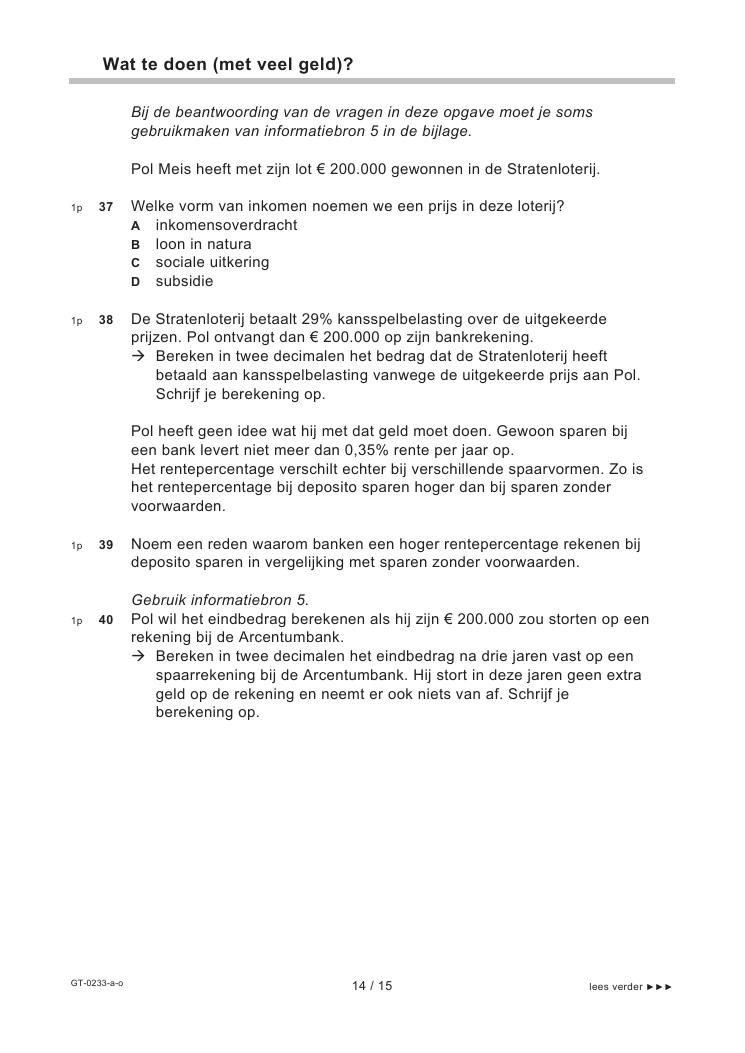 Wat te doen (met veel geld)?
Bij de beantwoording van de vragen in deze opgave moet je soms
gebruikmaken van informatiebron 5 in de bijlage.
Pol Meis heeft met zijn lot € 200.000 gewonnen in de Stratenloterij.
1p 37 Welke vorm van inkomen noemen we een prijs in deze loterij?
A inkomensoverdracht
B loon in natura
C sociale uitkering
D subsidie
1p 38 De Stratenloterij betaalt 29% kansspelbelasting over de uitgekeerde
prijzen. Pol ontvangt dan € 200.000 op zijn bankrekening.
→ Bereken in twee decimalen het bedrag dat de Stratenloterij heeft
betaald aan kansspelbelasting vanwege de uitgekeerde prijs aan Pol.
Schrijf je berekening op.
Pol heeft geen idee wat hij met dat geld moet doen. Gewoon sparen bij
een bank levert niet meer dan 0,35% rente per jaar op.
Het rentepercentage verschilt echter bij verschillende spaarvormen. Zo is
het rentepercentage bij deposito sparen hoger dan bij sparen zonder
voorwaarden.
1p 39 Noem een reden waarom banken een hoger rentepercentage rekenen bij
deposito sparen in vergelijking met sparen zonder voorwaarden.
Gebruik informatiebron 5.
1p 40 Pol wil het eindbedrag berekenen als hij zijn € 200.000 zou storten op een
rekening bij de Arcentumbank.
→ Bereken in twee decimalen het eindbedrag na drie jaren vast op een
spaarrekening bij de Arcentumbank. Hij stort in deze jaren geen extra
geld op de rekening en neemt er ook niets van af. Schrijf je
berekening op.
GT-0233-a-o 14 / 15 lees verder ►►►